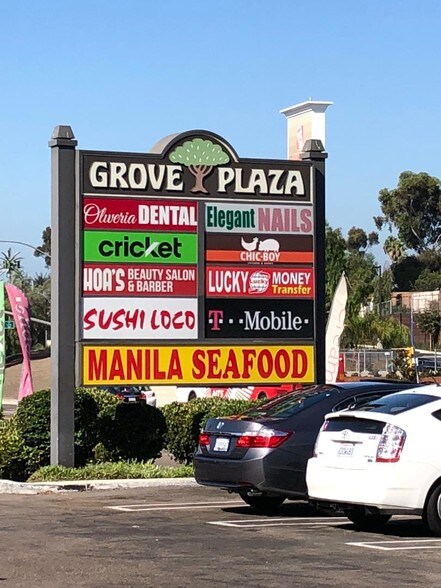 GROVE PLAZA
Olweria DENTAL
Elegant NAILS
cricket
CHIC-BOY
HOA'S BEAUTY SALON & BARBER
LUCKY MONEY Transfer
SUSHI LOCO
T··Mobile·
MANILA SEAFOOD